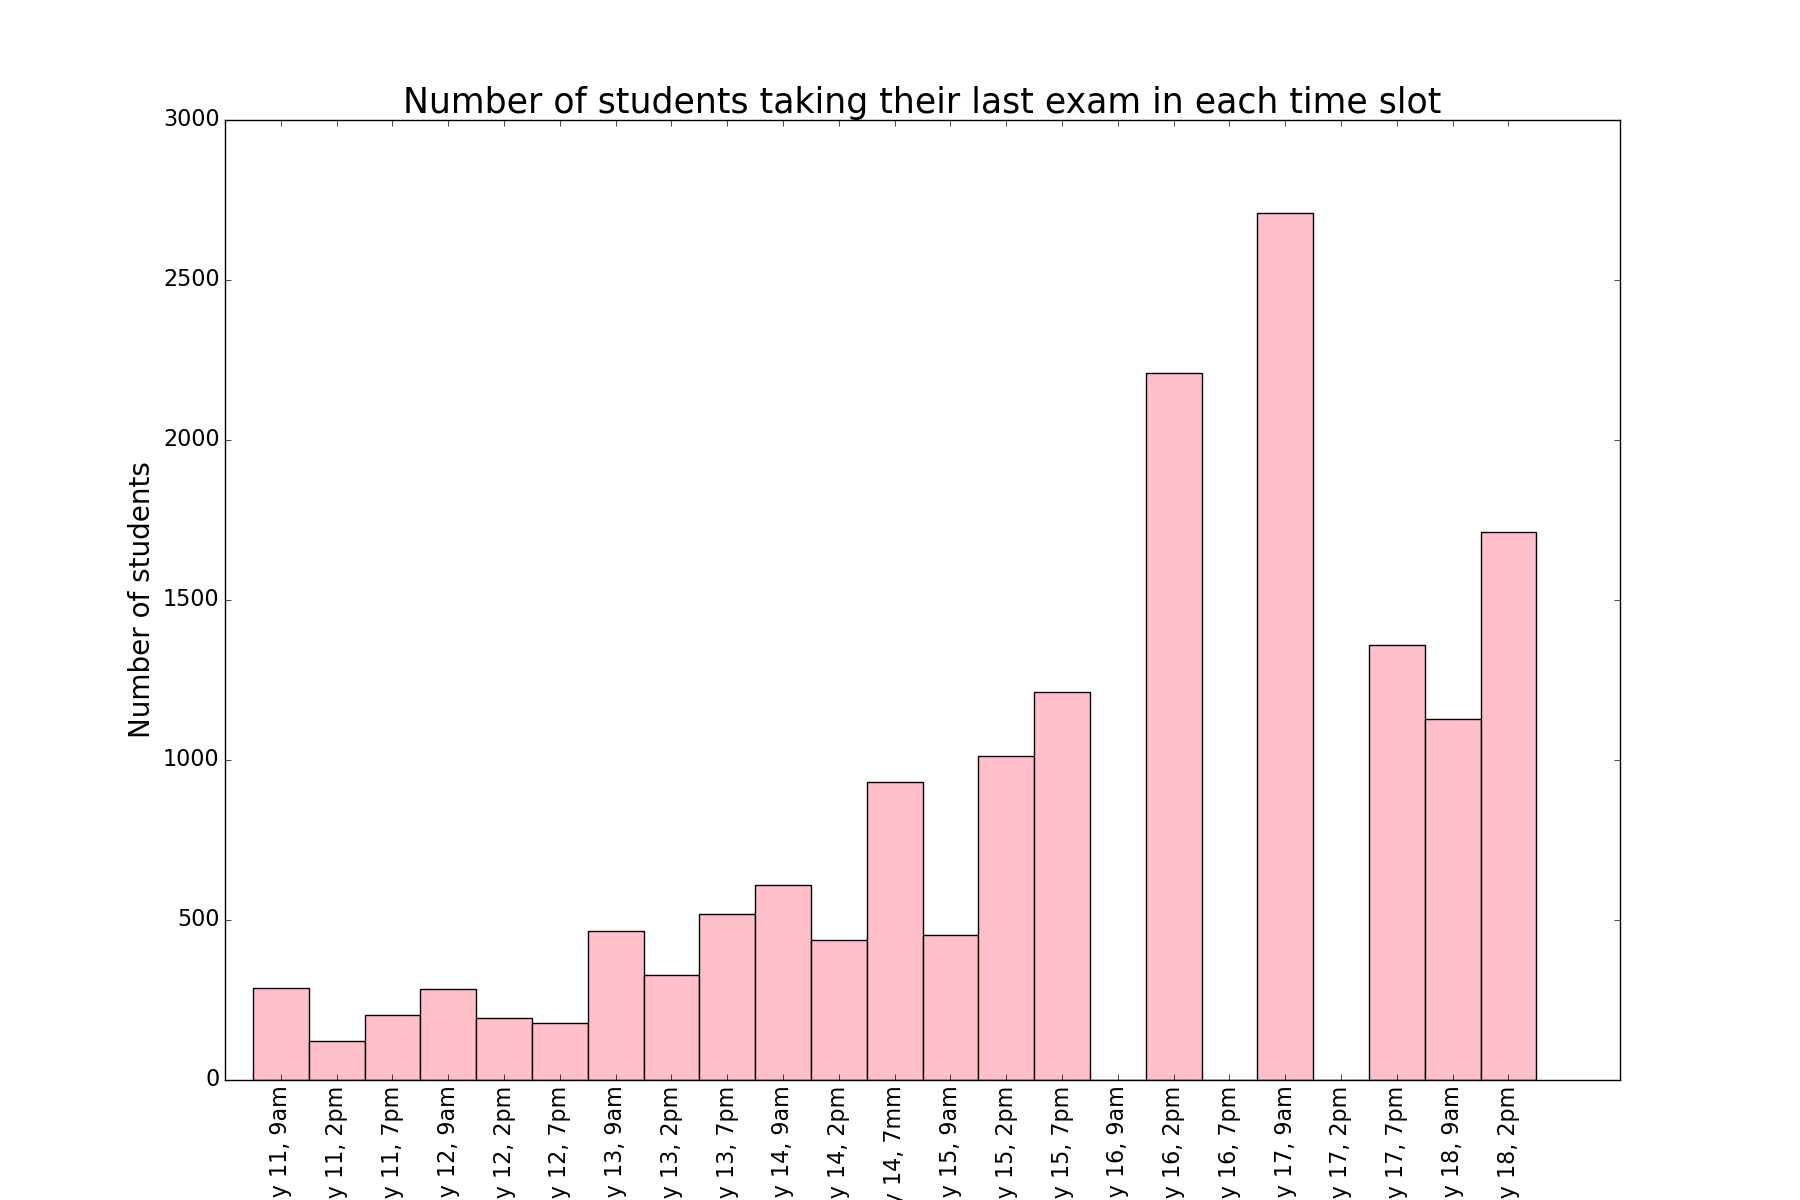 Number of students taking their last exam in each time slot
3000
2500
2000
1500
1000
500
0
Number of students
y 11, 9am
y 11, 2pm
y 11, 7pm
y 12, 9am
y 12, 2pm
y 12, 7pm
y 13, 9am
y 13, 2pm
y 13, 7pm
y 14, 9am
y 14, 2pm
y 14, 7mm
y 15, 9am
y 15, 2pm
y 15, 7pm
y 16, 9am
y 16, 2pm
y 16, 7pm
y 17, 9am
y 17, 2pm
y 17, 7pm
y 18, 9am
y 18, 2pm